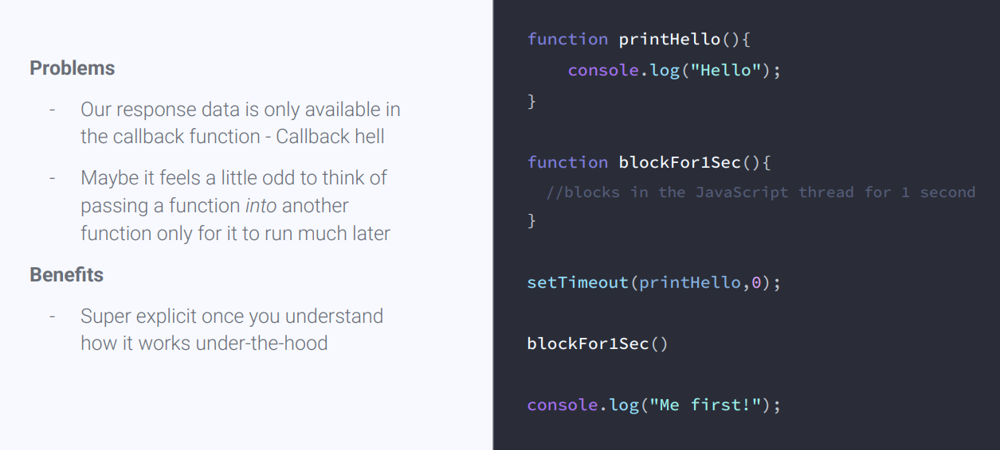 Problems
- Our response data is only available in
the callback function - Callback hell
- Maybe it feels a little odd to think of
passing a function into another
function only for it to run much later
Benefits
- Super explicit once you understand
how it works under-the-hood
function printHello(){
    console.log("Hello");
}
function blockFor1Sec(){
  //blocks in the JavaScript thread for 1 second
}
setTimeout(printHello,0);
blockFor1Sec()
console.log("Me first!");